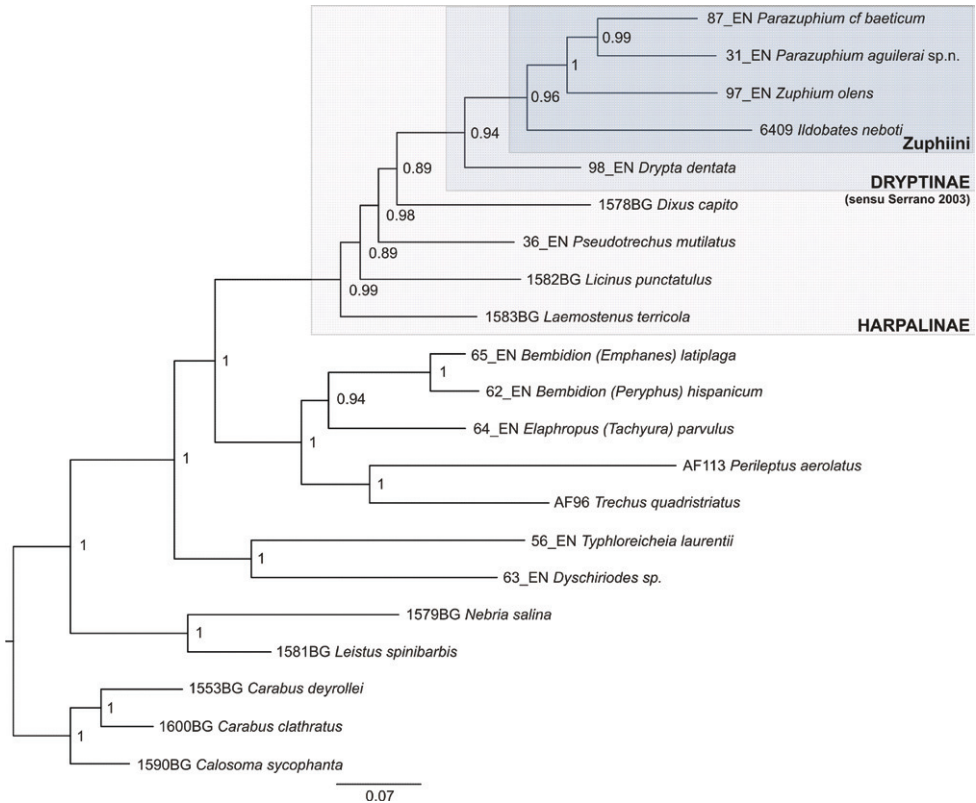 87_EN Parazuphium cf baeticum
0.99
31_EN Parazuphium aguilerai sp.n.
1
97_EN Zuphium olens
0.96
6409 Ildobates neboti
Zuphiini
0.94
98_EN Drypta dentata
DRYPTINAE
(sensu Serrano 2003)
0.89
1578BG Dixus capito
0.98
36_EN Pseudotrechus mutilatus
0.89
1582BG Licinus punctatulus
0.99
1583BG Laemostenus terricola
HARPALINAE
1
65_EN Bembidion (Emphanes) latiplaga
1
62_EN Bembidion (Peryphus) hispanicum
0.94
64_EN Elaphropus (Tachyura) parvulus
1
AF113 Perileptus aerolatus
1
AF96 Trechus quadristriatus
1
56_EN Typhloreicheia laurentii
1
63_EN Dyschiriodes sp.
1
1579BG Nebria salina
1
1581BG Leistus spinibarbis
1553BG Carabus deyrollei
1
1600BG Carabus clathratus
1
1590BG Calosoma sycophanta
0.07